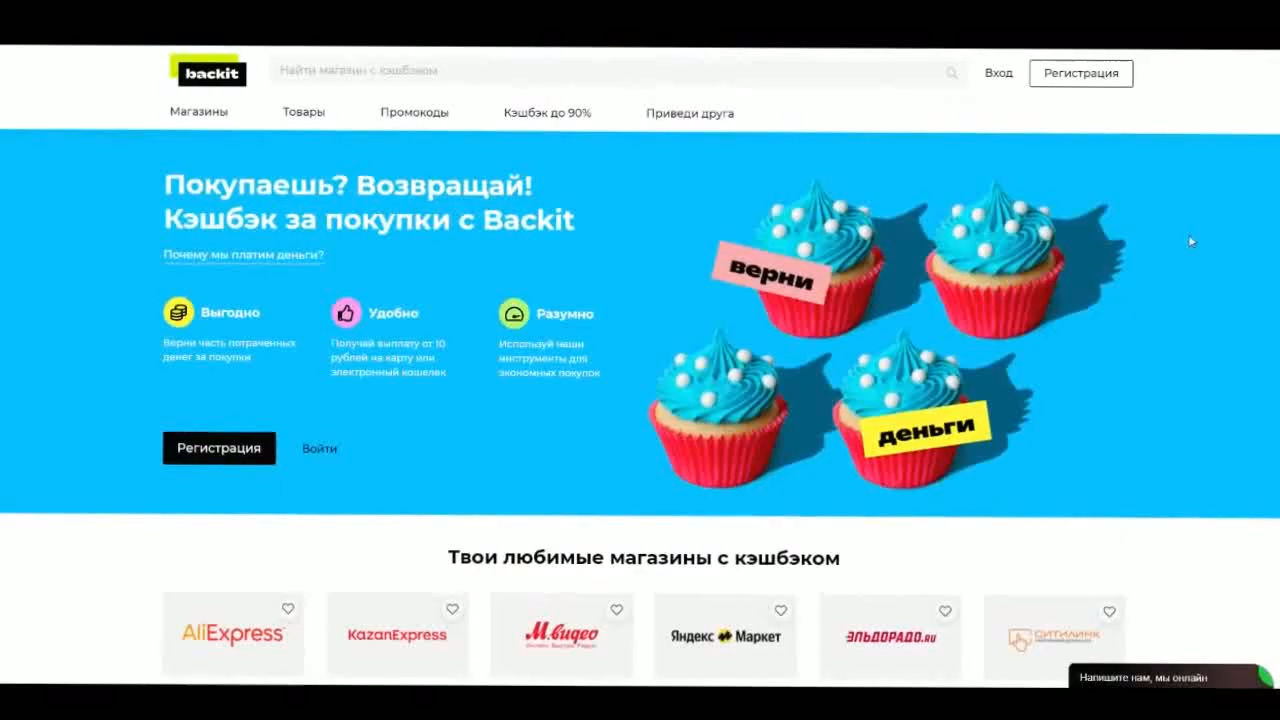 backit
Найти магазин с кэшбэком
Вход
Регистрация
Магазины
Товары
Промокоды
Кэшбэк до 90%
Приведи друга
Покупаешь? Возвращай!
Кэшбэк за покупки с Backit
Почему мы платим деньги?
Выгодно
Верни часть потраченных
денег за покупки
Удобно
Получай выплату от 10
рублей на карту или
электронный кошелек
Разумно
Используй наши
инструменты для
экономных покупок
Регистрация
Войти
верни
деньги
Твои любимые магазины с кэшбэком
AliExpress
KazanExpress
М.видео
Яндекс Маркет
ЭЛЬДОРАДО.RU
СИТИЛИНК
Напишите нам, мы онлайн